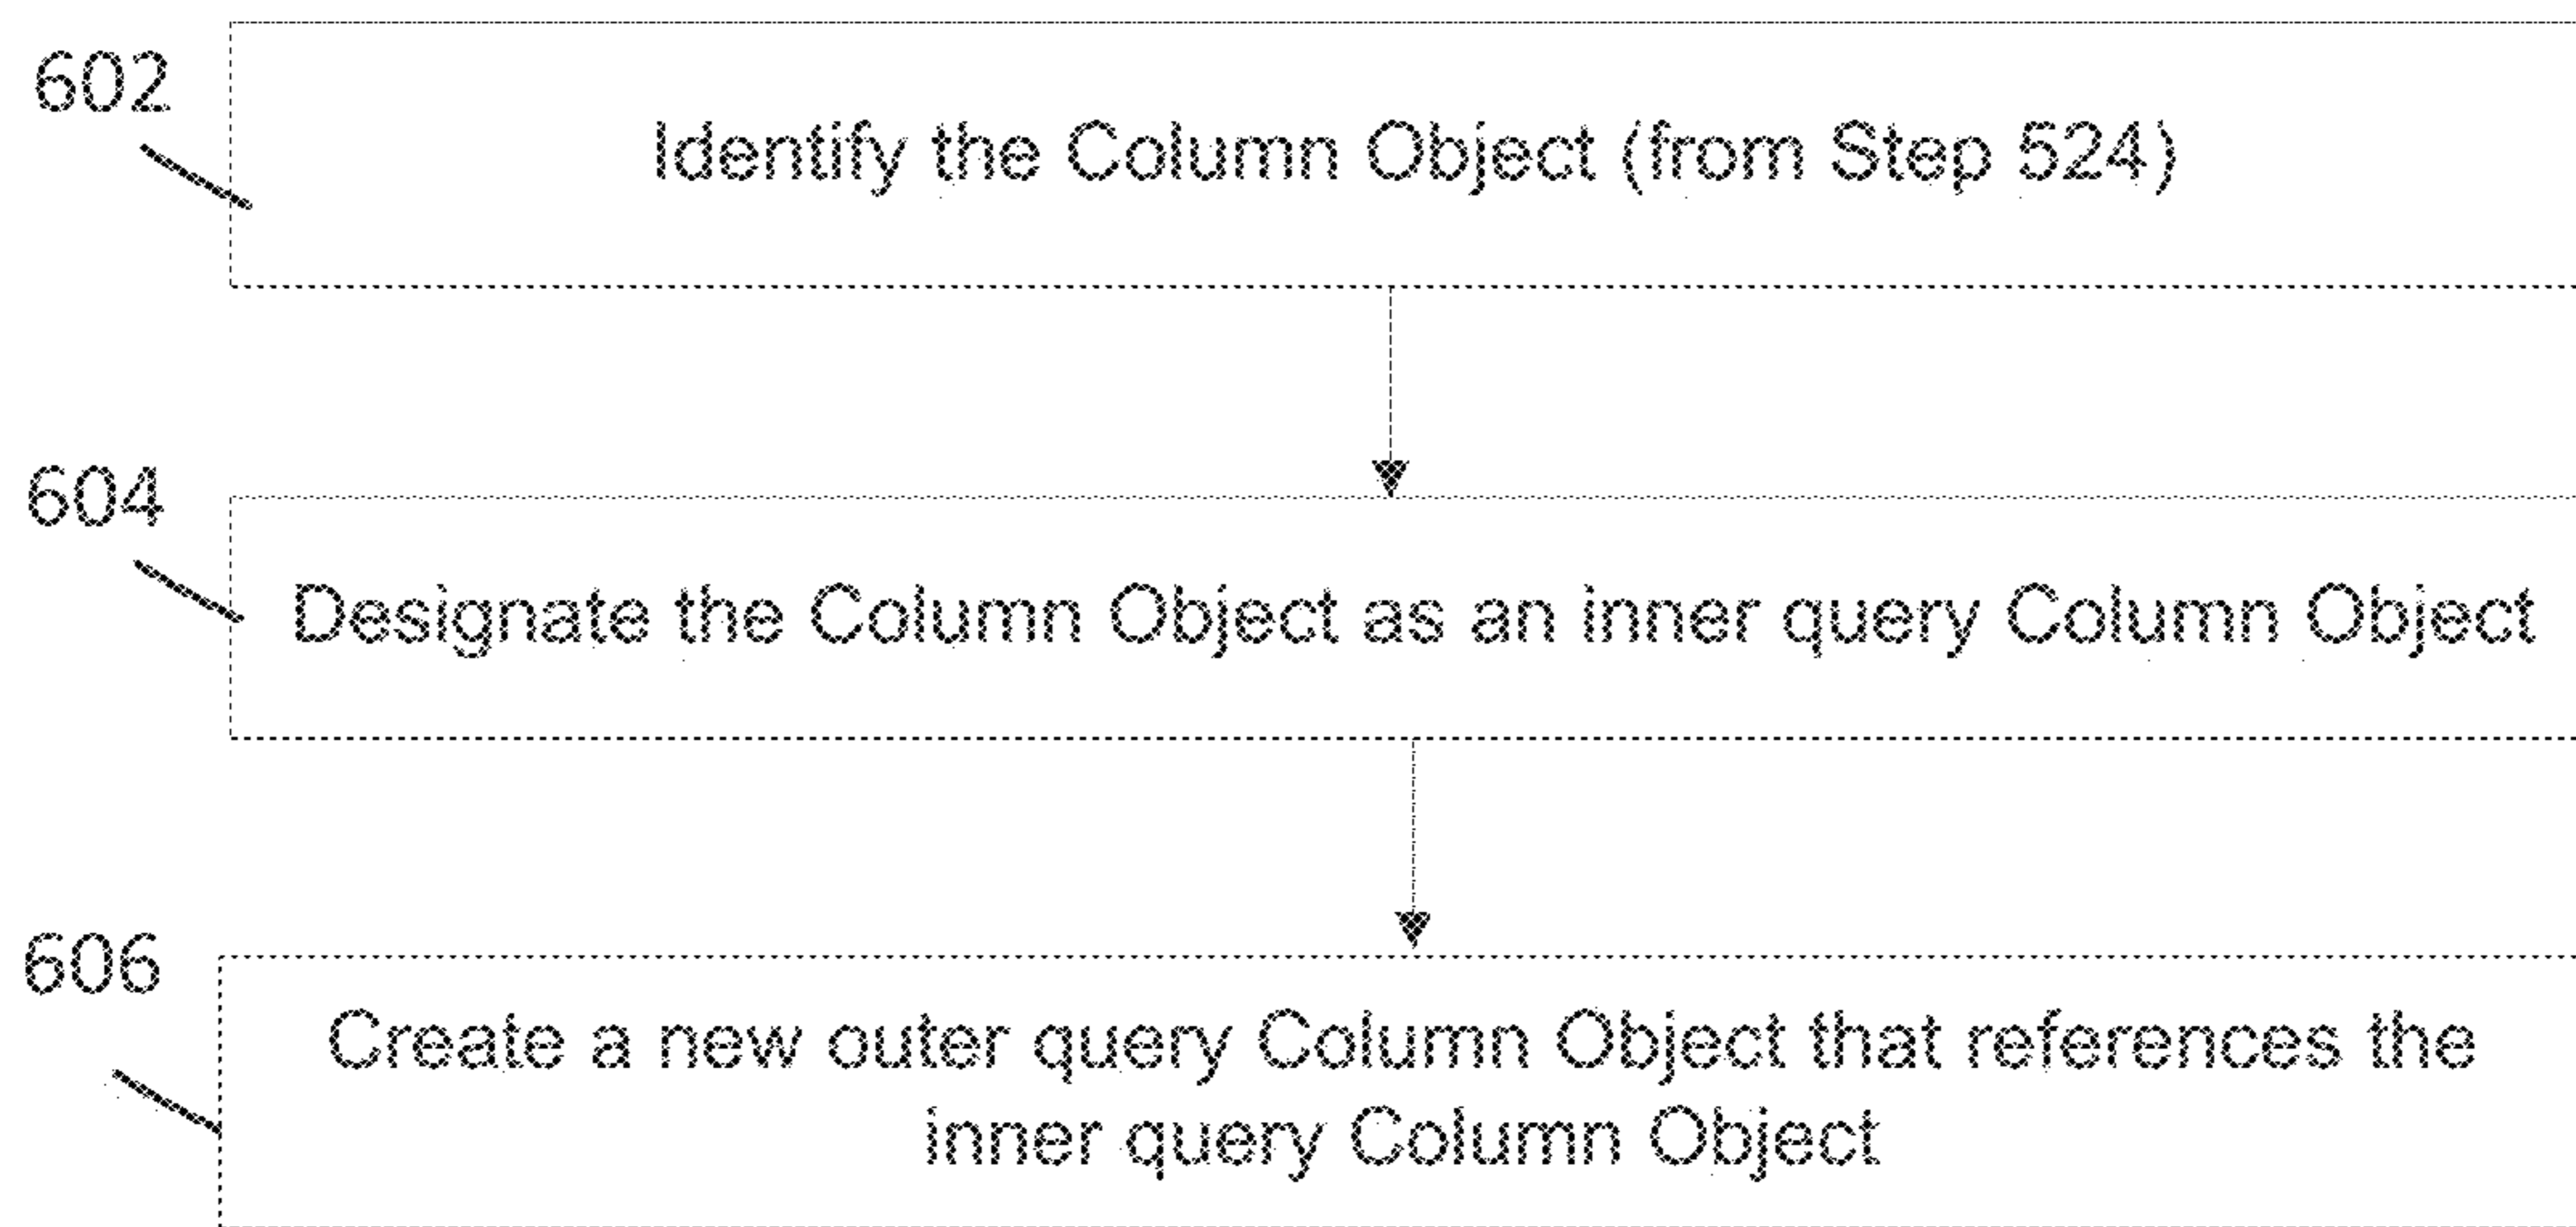 602
Identify the Column Object (from Step 524)
604
Designate the Column Object as an inner query Column Object
606
Create a new outer query Column Object that references the
inner query Column Object